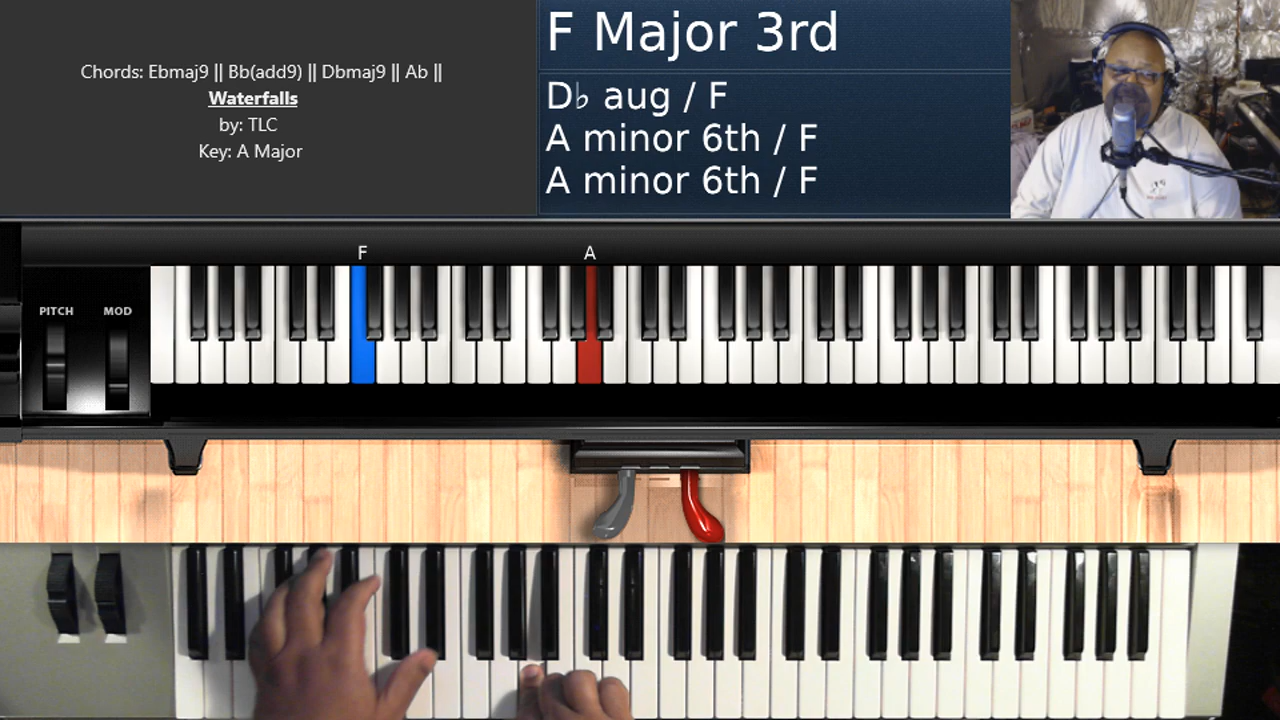 Chords: Ebmaj9 || Bb(add9) || Dbmaj9 || Ab ||
Waterfalls
by: TLC
Key: A Major
F Major 3rd
D♭ aug / F
A minor 6th / F
A minor 6th / F
F
A
PITCH
MOD